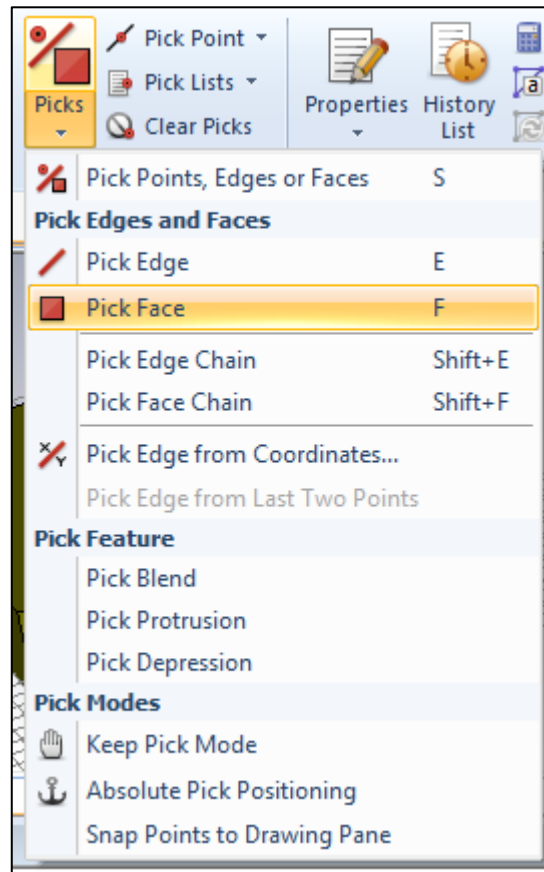 Picks
Pick Point
Pick Lists
Clear Picks
Properties
History
List
a
Pick Points, Edges or Faces S
Pick Edges and Faces
Pick Edge E
Pick Face F
Pick Edge Chain Shift+E
Pick Face Chain Shift+F
X
Y
Pick Edge from Coordinates...
Pick Edge from Last Two Points
Pick Feature
Pick Blend
Pick Protrusion
Pick Depression
Pick Modes
Keep Pick Mode
Absolute Pick Positioning
Snap Points to Drawing Pane